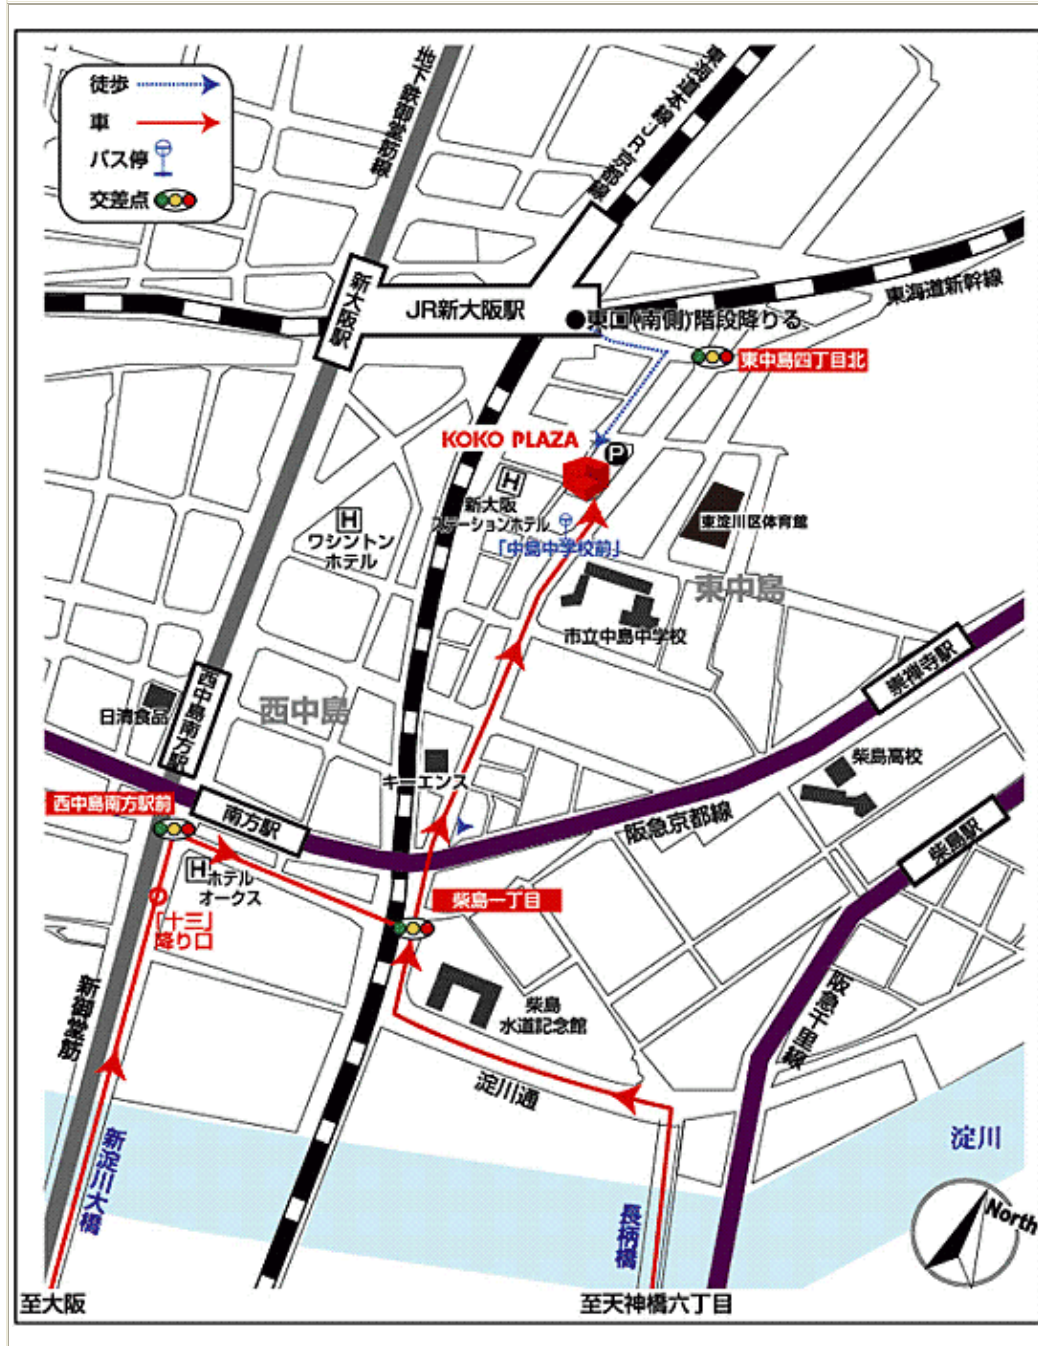 徒歩
車
バス停
交差点
地下鉄御堂筋線
東海道本線JR京都線
東海道新幹線
新大阪駅
JR新大阪駅
東口(南側)階段降りる
東中島四丁目北
KOKO PLAZA
P
H
新大阪
ステーションホテル
H
ワシントン
ホテル
「中島中学校前」
東淀川区体育館
東中島
市立中島中学校
崇禅寺駅
西中島南方駅
日清食品
西中島
キーエンス
柴島高校
西中島南方駅前
南方駅
阪急京都線
柴島駅
H
ホテル
オークス
柴島一丁目
「十三」
降り口
新御堂筋
柴島
水道記念館
阪急千里線
淀川通
新淀川大橋
長柄橋
淀川
North
至大阪
至天神橋六丁目